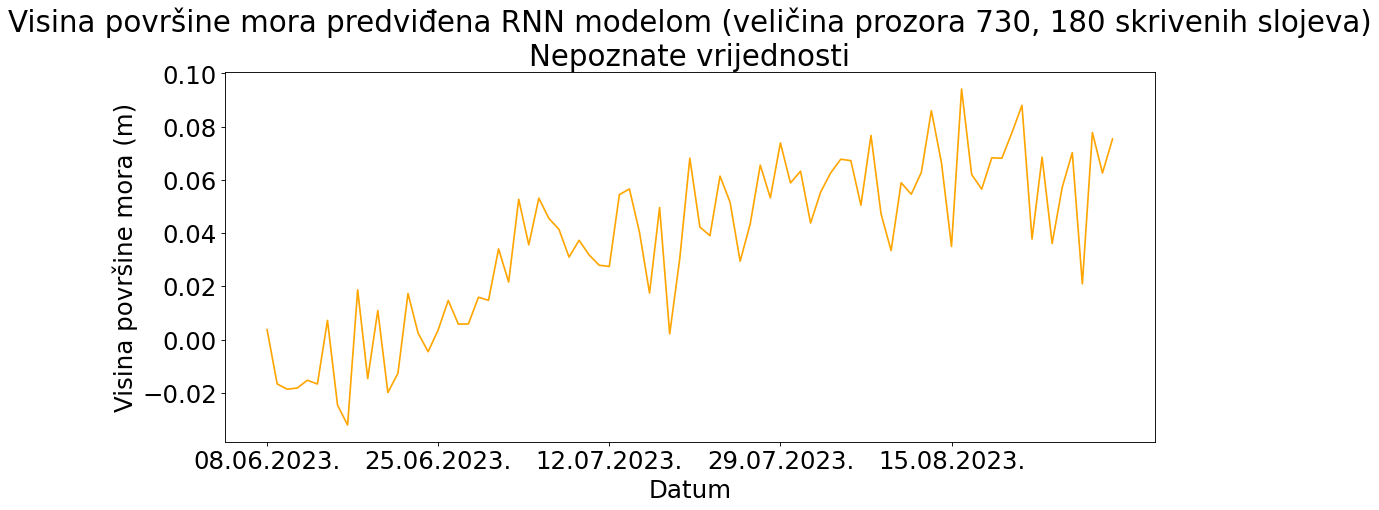 Visina površine mora predviđena RNN modelom (veličina prozora 730, 180 skrivenih slojeva)
Nepoznate vrijednosti
Visina površine mora (m)
0.10
0.08
0.06
0.04
0.02
0.00
−0.02
08.06.2023. 25.06.2023. 12.07.2023. 29.07.2023. 15.08.2023.
Datum